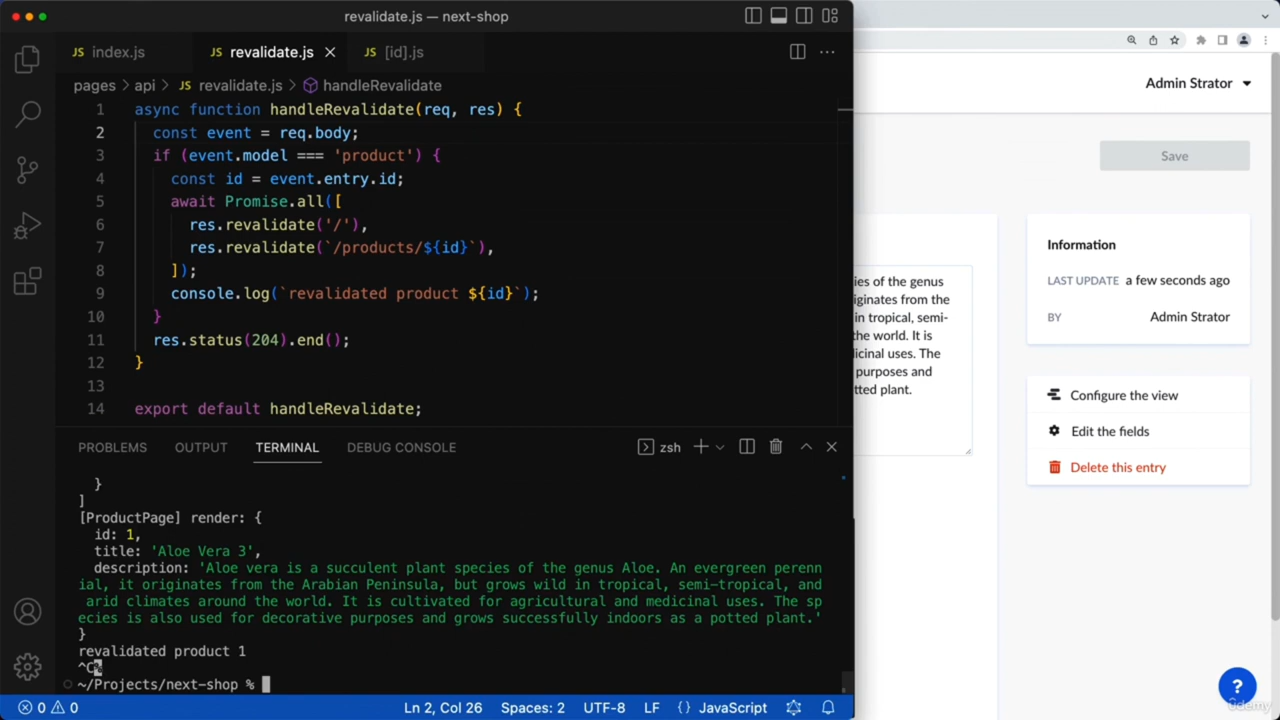 revalidate.js — next-shop
JS index.js
JS revalidate.js
JS [id].js
pages > api > JS revalidate.js > handleRevalidate
1 async function handleRevalidate(req, res) {
2 const event = req.body;
3 if (event.model === 'product') {
4 const id = event.entry.id;
5 await Promise.all([
6 res.revalidate('/'),
7 res.revalidate(`/products/${id}`),
8 ]);
9 console.log(`revalidated product ${id}`);
10 }
11 res.status(204).end();
12 }
13
14 export default handleRevalidate;
PROBLEMS OUTPUT TERMINAL DEBUG CONSOLE zsh
}
]
[ProductPage] render: {
id: 1,
title: 'Aloe Vera 3',
description: 'Aloe vera is a succulent plant species of the genus Aloe. An evergreen perenn
ial, it originates from the Arabian Peninsula, but grows wild in tropical, semi-tropical, and
arid climates around the world. It is cultivated for agricultural and medicinal uses. The sp
ecies is also used for decorative purposes and grows successfully indoors as a potted plant.'
}
revalidated product 1
^C%
~/Projects/next-shop %
0 0 Ln 2, Col 26 Spaces: 2 UTF-8 LF {} JavaScript
Admin Strator
Save
ies of the genus
iginates from the
in tropical, semi-
the world. It is
dicinal uses. The
purposes and
tted plant.
Information
LAST UPDATE a few seconds ago
BY Admin Strator
Configure the view
Edit the fields
Delete this entry
?
ûdemy